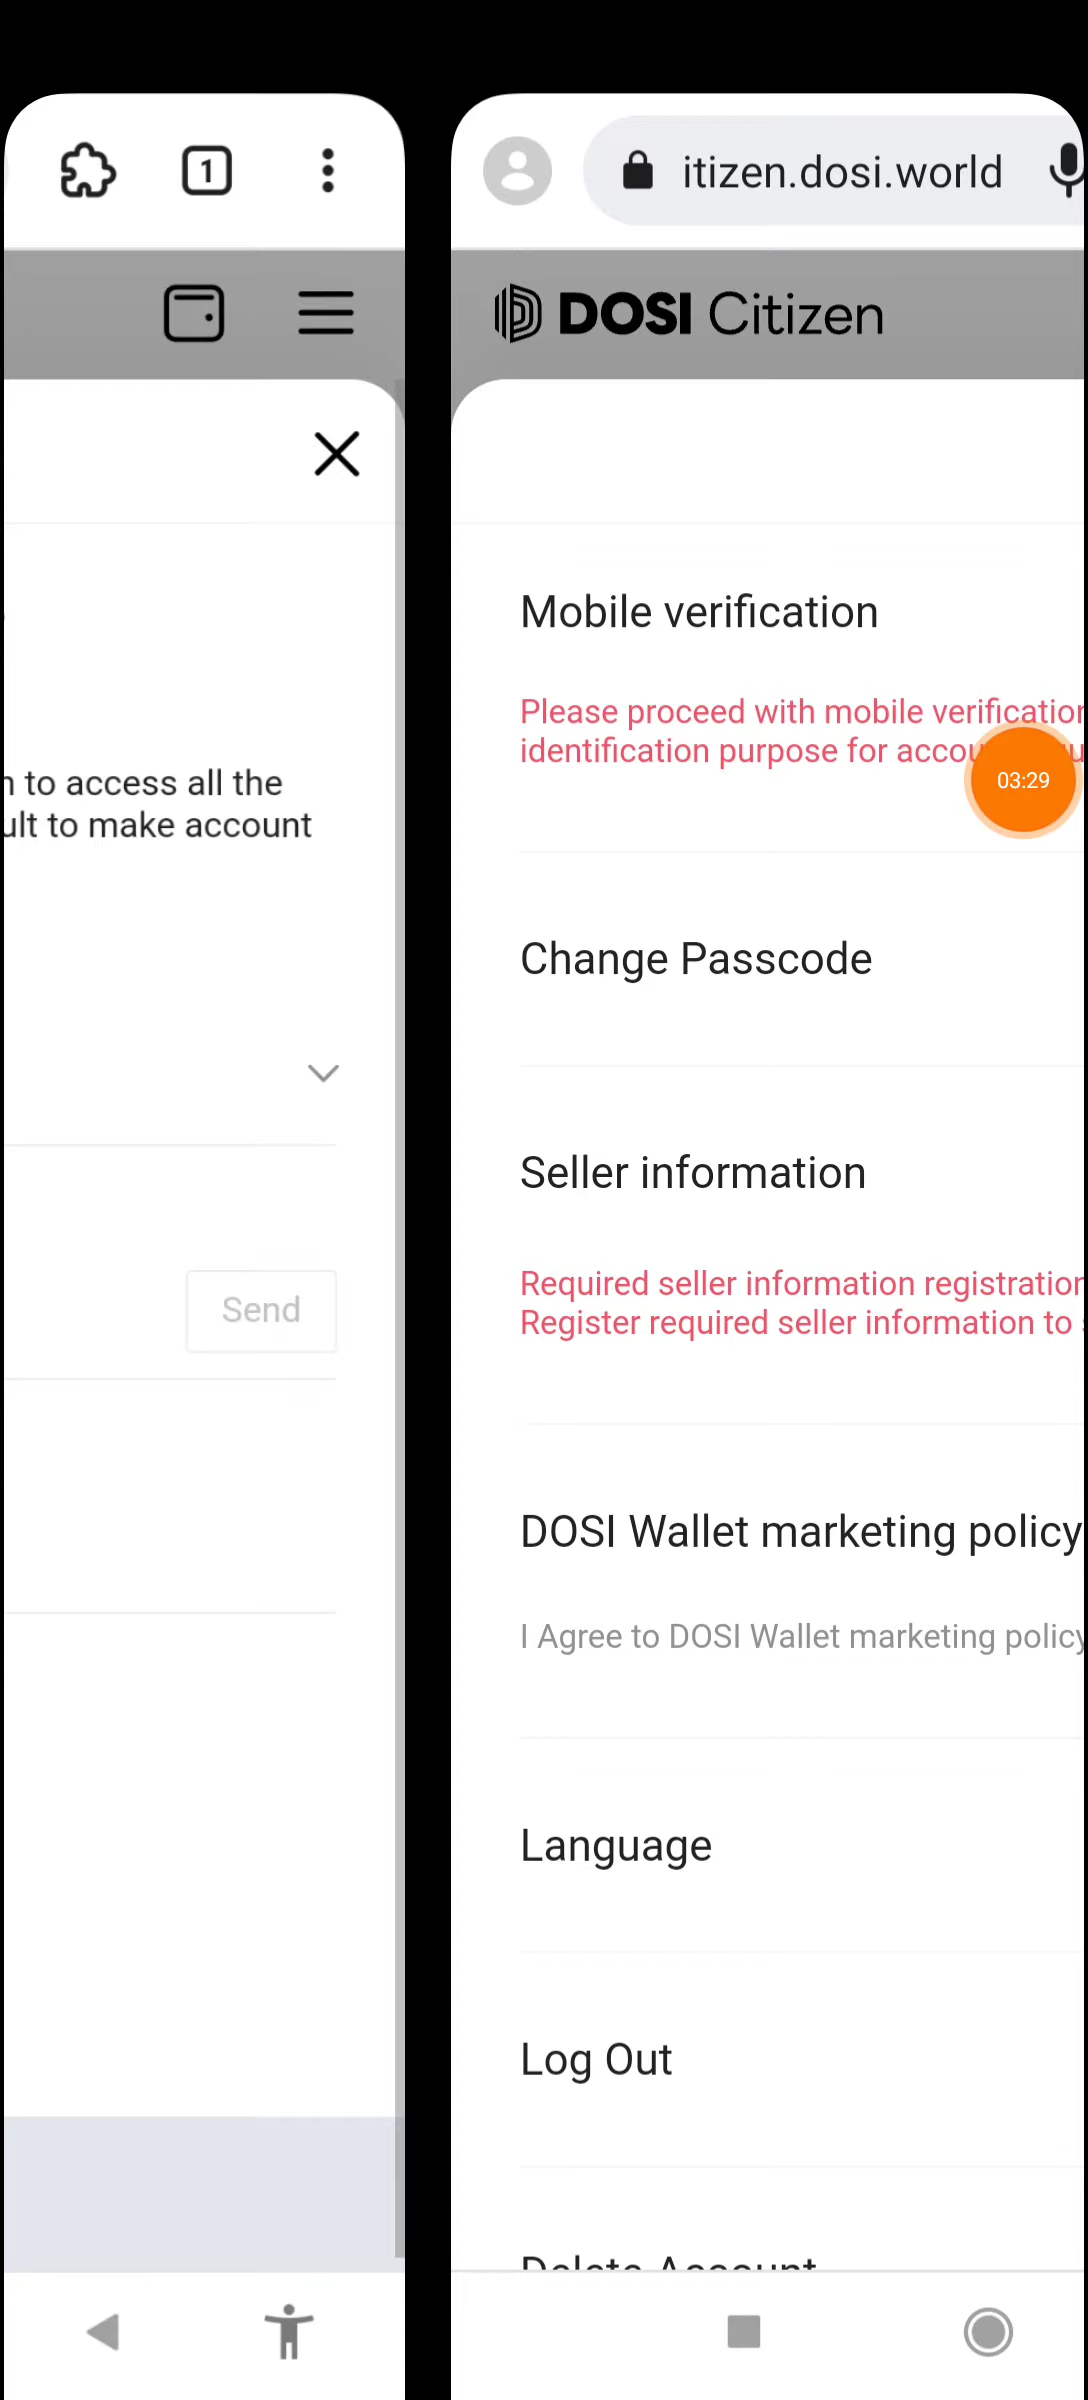 1
n to access all the
ult to make account
Send
itizen.dosi.world
DOSI Citizen
Mobile verification
Please proceed with mobile verification
identification purpose for accou
03:29
Change Passcode
Seller information
Required seller information registration
Register required seller information to
DOSI Wallet marketing policy
I Agree to DOSI Wallet marketing policy
Language
Log Out
Delete Account